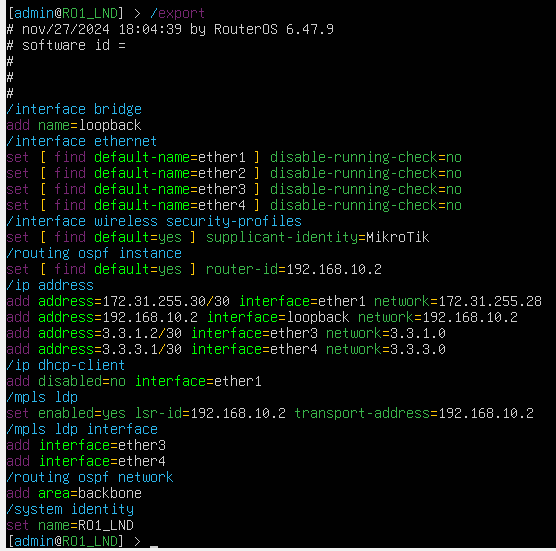 [admin@RO1_LND] > /export
# nov/27/2024 18:04:39 by RouterOS 6.47.9
# software id =
#
#
#
/interface bridge
add name=loopback
/interface ethernet
set [ find default-name=ether1 ] disable-running-check=no
set [ find default-name=ether2 ] disable-running-check=no
set [ find default-name=ether3 ] disable-running-check=no
set [ find default-name=ether4 ] disable-running-check=no
/interface wireless security-profiles
set [ find default=yes ] supplicant-identity=MikroTik
/routing ospf instance
set [ find default=yes ] router-id=192.168.10.2
/ip address
add address=172.31.255.30/30 interface=ether1 network=172.31.255.28
add address=192.168.10.2 interface=loopback network=192.168.10.2
add address=3.3.1.2/30 interface=ether3 network=3.3.1.0
add address=3.3.3.1/30 interface=ether4 network=3.3.3.0
/ip dhcp-client
add disabled=no interface=ether1
/mpls ldp
set enabled=yes lsr-id=192.168.10.2 transport-address=192.168.10.2
/mpls ldp interface
add interface=ether3
add interface=ether4
/routing ospf network
add area=backbone
/system identity
set name=RO1_LND
[admin@RO1_LND] >